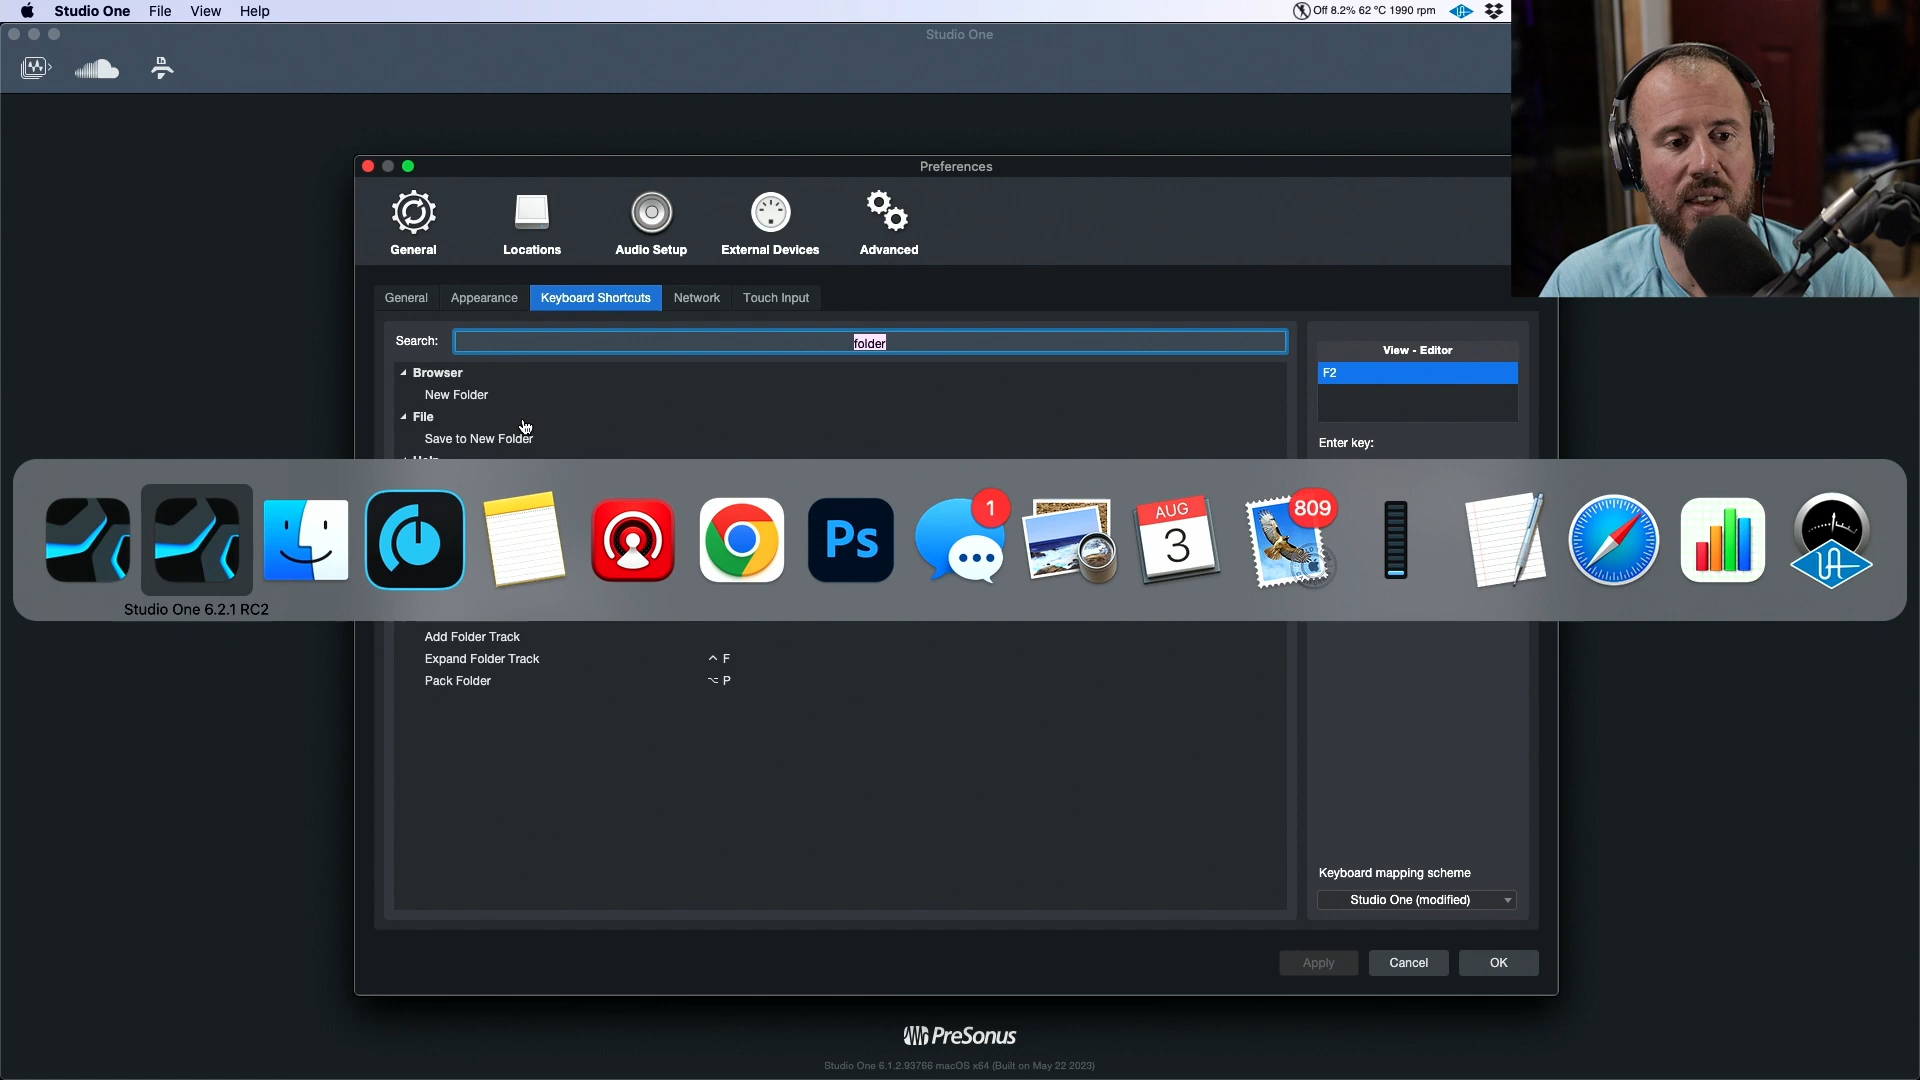 Studio One File View Help
Off 8.2% 62 °C 1990 rpm
Studio One
Preferences
General
Locations
Audio Setup
External Devices
Advanced
General
Appearance
Keyboard Shortcuts
Network
Touch Input
Search:
folder
Browser
New Folder
File
Save to New Folder
View - Editor
F2
Enter key:
Ps
1
AUG
3
809
Studio One 6.2.1 RC2
Add Folder Track
Expand Folder Track ^ F
Pack Folder ⌥ P
Keyboard mapping scheme
Studio One (modified)
Apply
Cancel
OK
PreSonus
Studio One 6.1.2.93766 macOS x64 (Built on May 22 2023)